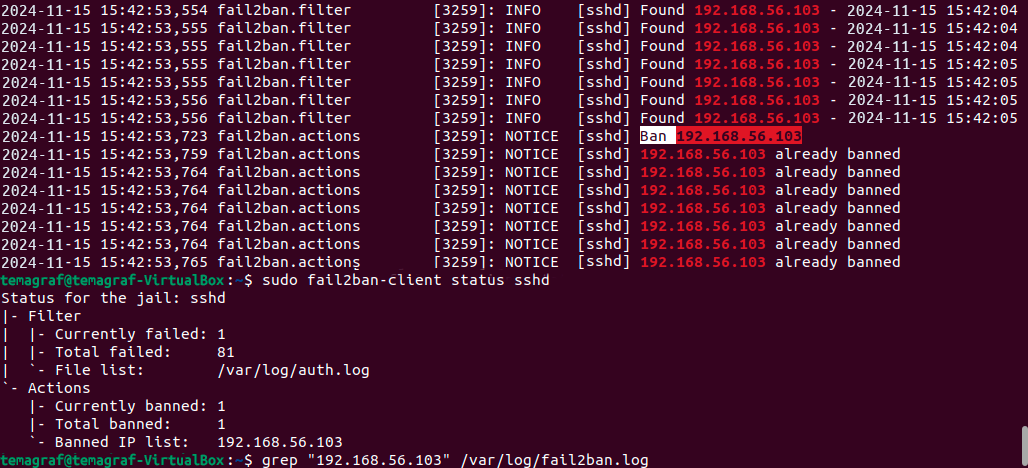 2024-11-15 15:42:53,554 fail2ban.filter [3259]: INFO [sshd] Found 192.168.56.103 - 2024-11-15 15:42:04
2024-11-15 15:42:53,555 fail2ban.filter [3259]: INFO [sshd] Found 192.168.56.103 - 2024-11-15 15:42:04
2024-11-15 15:42:53,555 fail2ban.filter [3259]: INFO [sshd] Found 192.168.56.103 - 2024-11-15 15:42:04
2024-11-15 15:42:53,555 fail2ban.filter [3259]: INFO [sshd] Found 192.168.56.103 - 2024-11-15 15:42:05
2024-11-15 15:42:53,555 fail2ban.filter [3259]: INFO [sshd] Found 192.168.56.103 - 2024-11-15 15:42:05
2024-11-15 15:42:53,556 fail2ban.filter [3259]: INFO [sshd] Found 192.168.56.103 - 2024-11-15 15:42:05
2024-11-15 15:42:53,556 fail2ban.filter [3259]: INFO [sshd] Found 192.168.56.103 - 2024-11-15 15:42:05
2024-11-15 15:42:53,723 fail2ban.actions [3259]: NOTICE [sshd] Ban 192.168.56.103
2024-11-15 15:42:53,759 fail2ban.actions [3259]: NOTICE [sshd] 192.168.56.103 already banned
2024-11-15 15:42:53,764 fail2ban.actions [3259]: NOTICE [sshd] 192.168.56.103 already banned
2024-11-15 15:42:53,764 fail2ban.actions [3259]: NOTICE [sshd] 192.168.56.103 already banned
2024-11-15 15:42:53,764 fail2ban.actions [3259]: NOTICE [sshd] 192.168.56.103 already banned
2024-11-15 15:42:53,764 fail2ban.actions [3259]: NOTICE [sshd] 192.168.56.103 already banned
2024-11-15 15:42:53,764 fail2ban.actions [3259]: NOTICE [sshd] 192.168.56.103 already banned
2024-11-15 15:42:53,765 fail2ban.actions [3259]: NOTICE [sshd] 192.168.56.103 already banned
temagraf@temagraf-VirtualBox:~$ sudo fail2ban-client status sshd
Status for the jail: sshd
|- Filter
|  |- Currently failed: 1
|  |- Total failed:     81
|  `- File list:        /var/log/auth.log
`- Actions
   |- Currently banned: 1
   |- Total banned:     1
   `- Banned IP list:   192.168.56.103
temagraf@temagraf-VirtualBox:~$ grep "192.168.56.103" /var/log/fail2ban.log